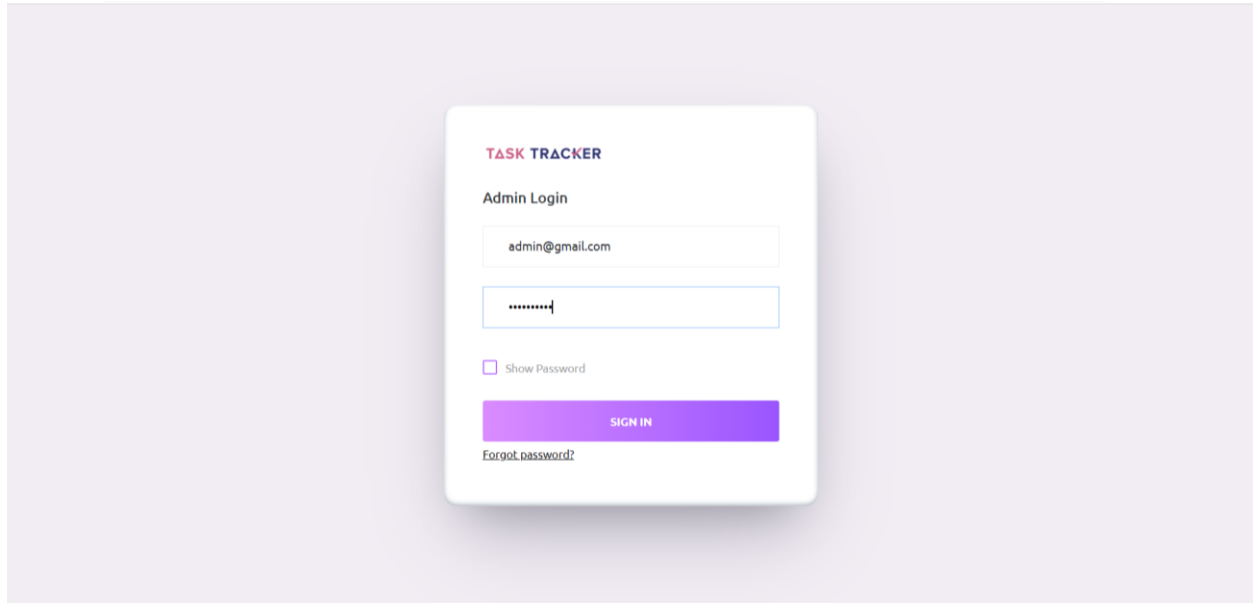 TASK TRACKER
Admin Login
admin@gmail.com
••••••••••
Show Password
SIGN IN
Forgot password?